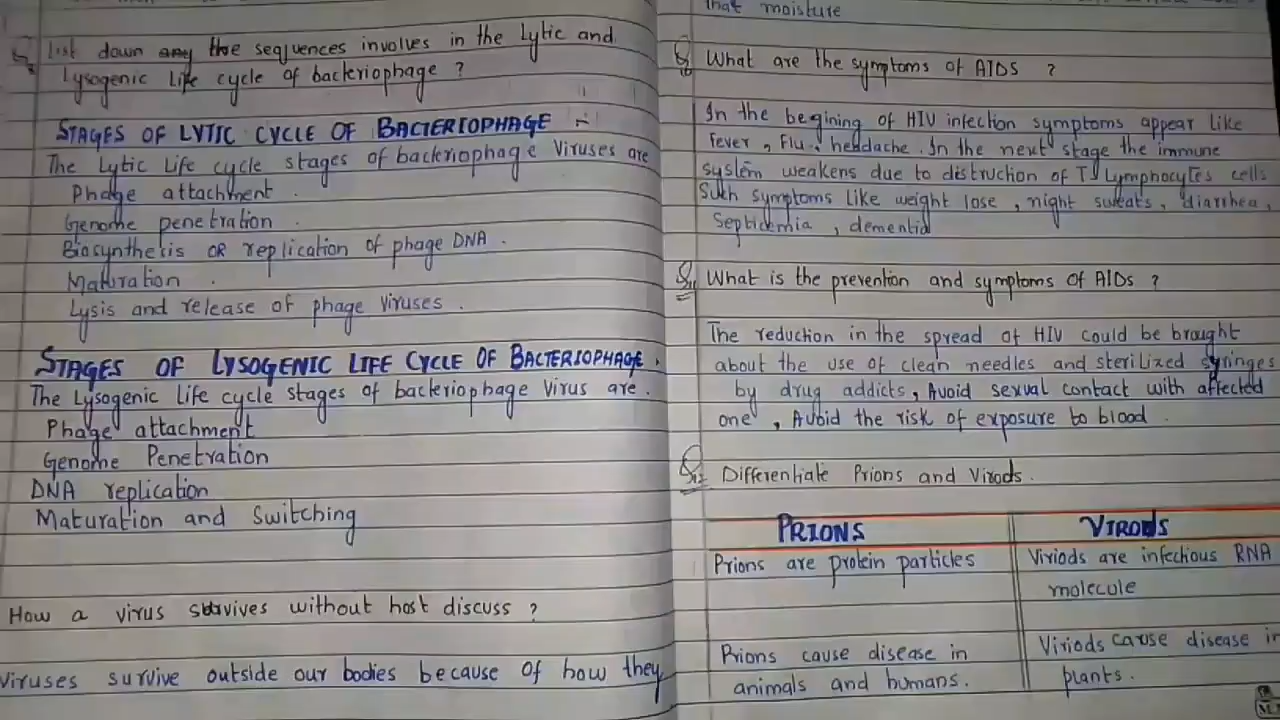 list down any the sequences involves in the Lytic and
Lysogenic life cycle of backeriophage ?
STAGES OF LYTIC CYCLE OF BACTERIOPHAGE :-
The Lytic Life cycle stages of backeriophage Viruses are
Phage attachment .
Genome penetration .
Biosynthesis OR replication of phage DNA .
Maturation .
Lysis and release of phage viruses .
STAGES OF LYSOGENIC LIFE CYCLE OF BACTERIOPHAGE .
The Lysogenic Life cycle stages of backeriophage Virus are .
Phage attachment
Genome Penetration
DNA replication
Maturation and Switching
How a virus survives without host discuss ?
Viruses survive outside our bodies because of how they
that moisture
Q10 What are the symptoms of AIDS ?
In the begining of HIV infection symptoms appear like
fever , Flu , headache . In the next stage the immune
system weakens due to distruction of T Lymphocytes cells
Such symptoms like weight lose , night sweats , diarrhea ,
Septicemia , dementia
Q11 What is the prevention and symptoms of AIDs ?
The reduction in the spread of HIV could be brought
about the use of clean needles and sterilized syringes
by drug addicts , Avoid sexual contact with affected
one , Avoid the risk of exposure to blood .
Q12 Differentiate Prions and Virods .
PRIONS VIRODS
Prions are protein particles Viriods are infectious RNA
molecule
Prions cause disease in Viriods cause disease in
animals and humans . plants .